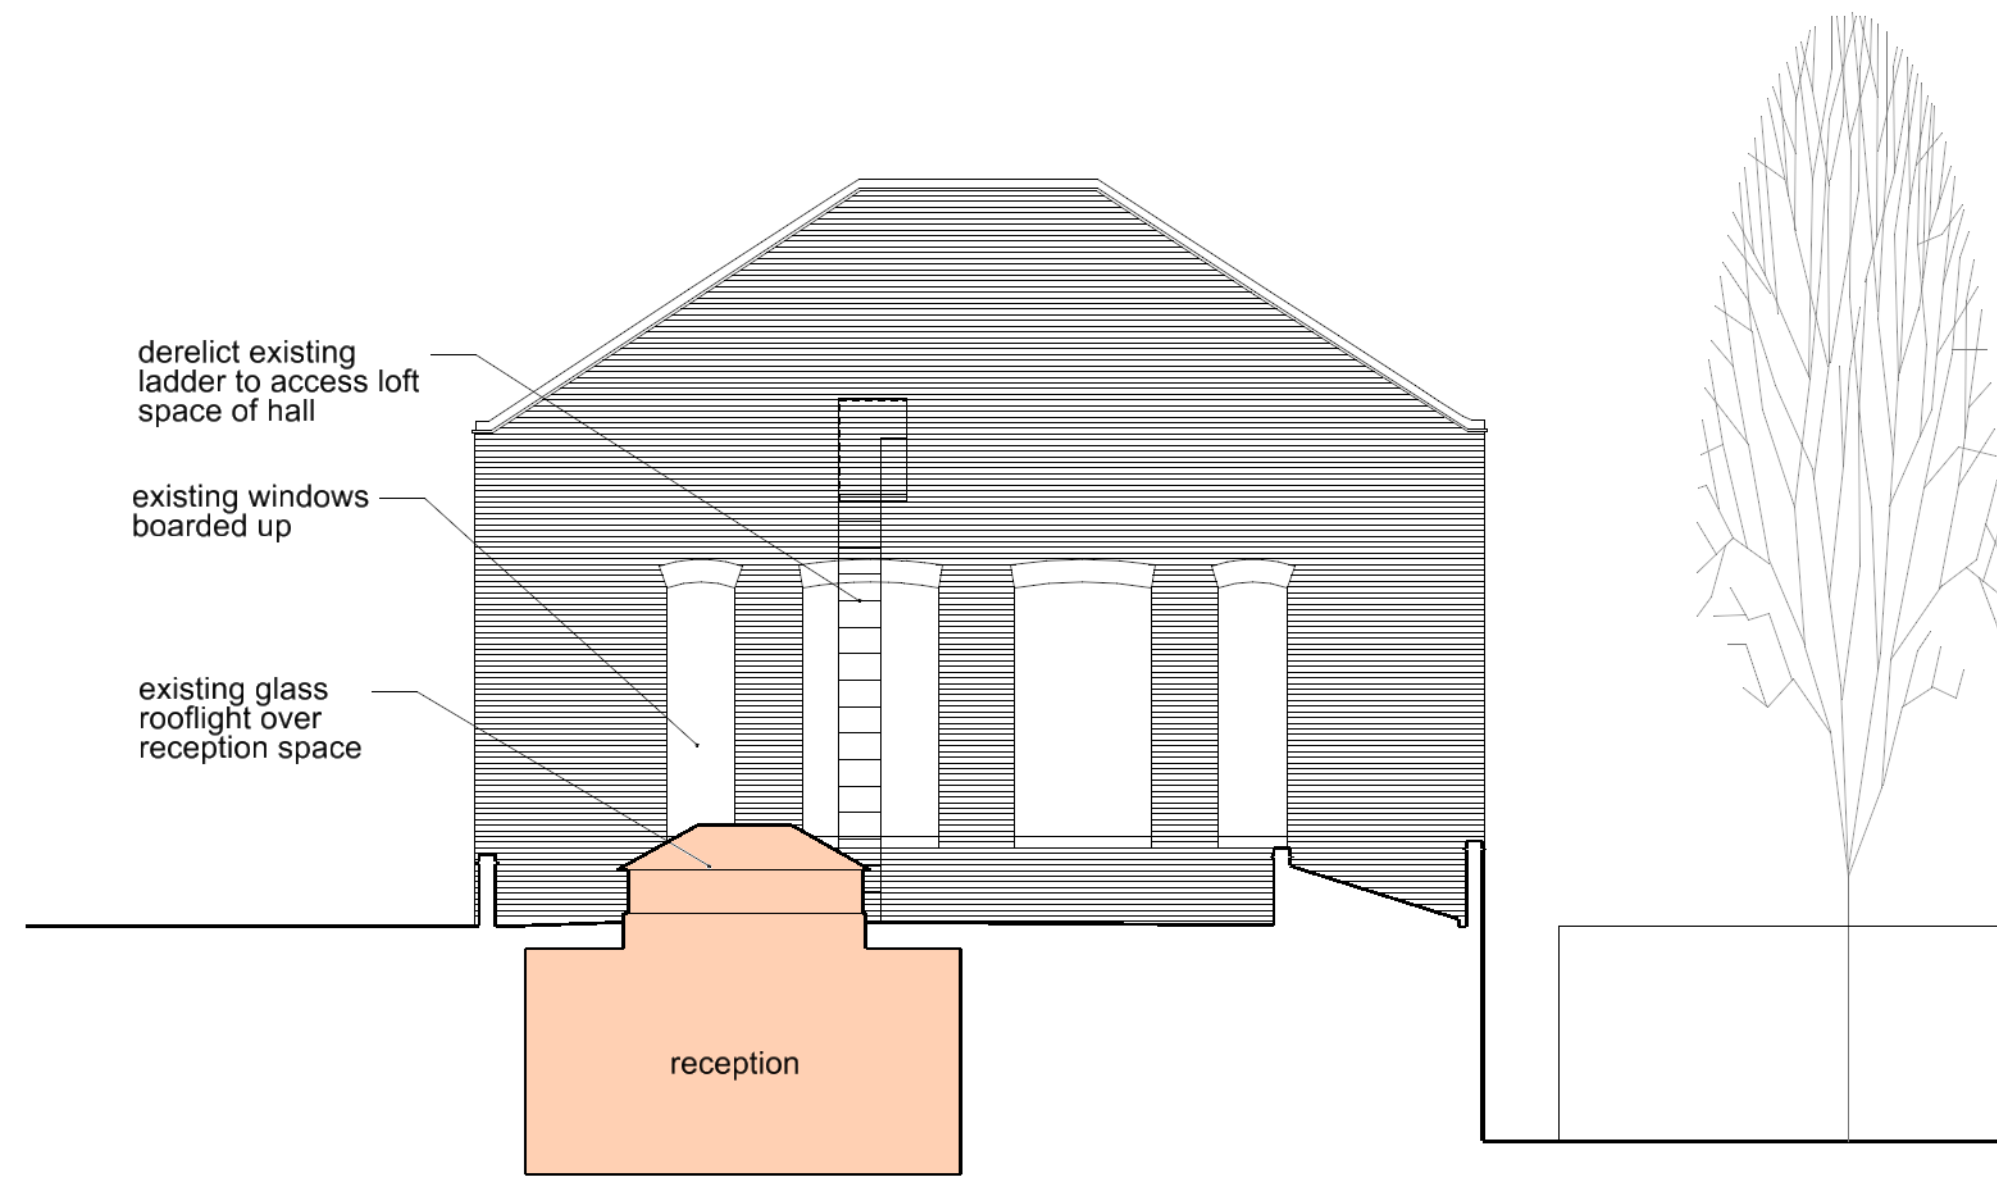 derelict existing
ladder to access loft
space of hall
existing windows
boarded up
existing glass
rooflight over
reception space
reception